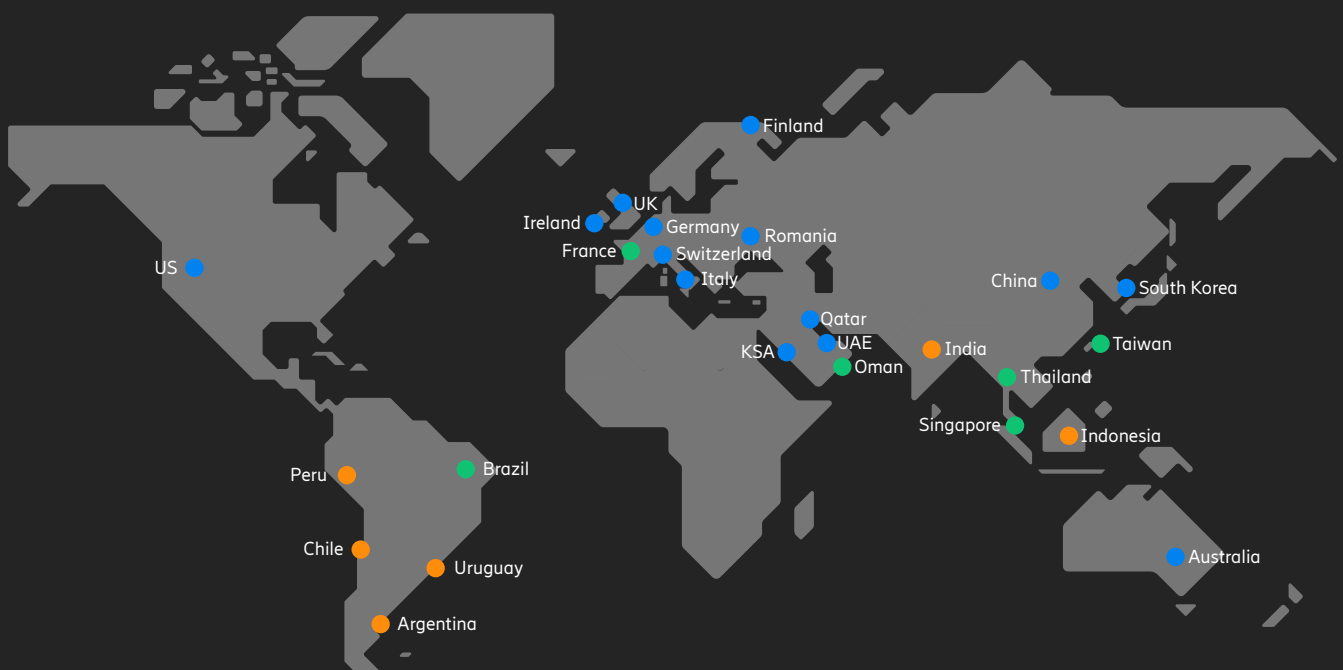 Finland
UK
Ireland
Germany
Romania
France
Switzerland
US
Italy
China
South Korea
Qatar
UAE
KSA
India
Taiwan
Oman
Thailand
Singapore
Indonesia
Peru
Brazil
Chile
Australia
Uruguay
Argentina